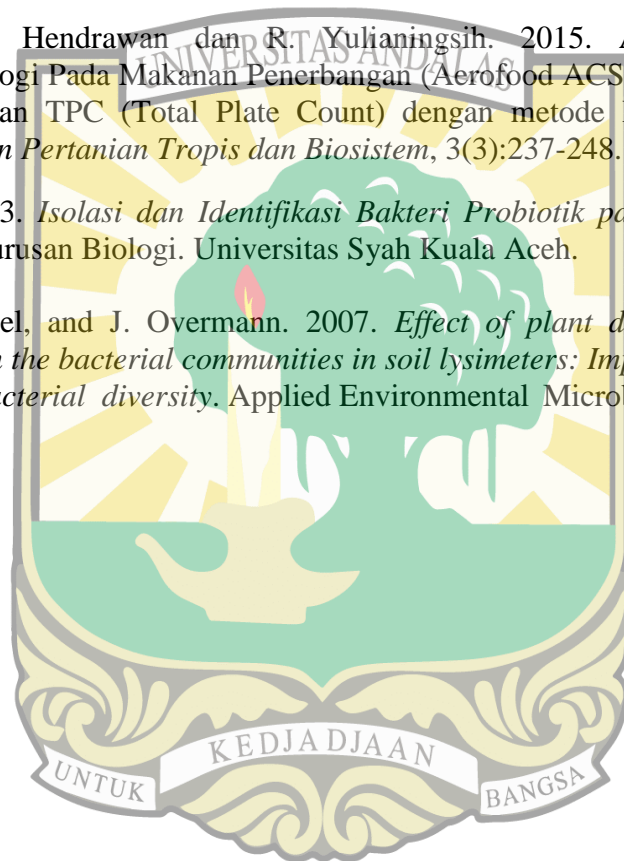 Hendrawan dan R. Yulianingsih. 2015. A
UNIVERSITAS ANDALAS
ogi Pada Makanan Penerbangan (Aerofood ACS
an TPC (Total Plate Count) dengan metode
n Pertanian Tropis dan Biosistem, 3(3):237-248.
3. Isolasi dan Identifikasi Bakteri Probiotik pa
urusan Biologi. Universitas Syah Kuala Aceh.
el, and J. Overmann. 2007. Effect of plant d
n the bacterial communities in soil lysimeters: Imp
acterial diversity. Applied Environmental Microb
KEDJADJAAN
UNTUK BANGSA